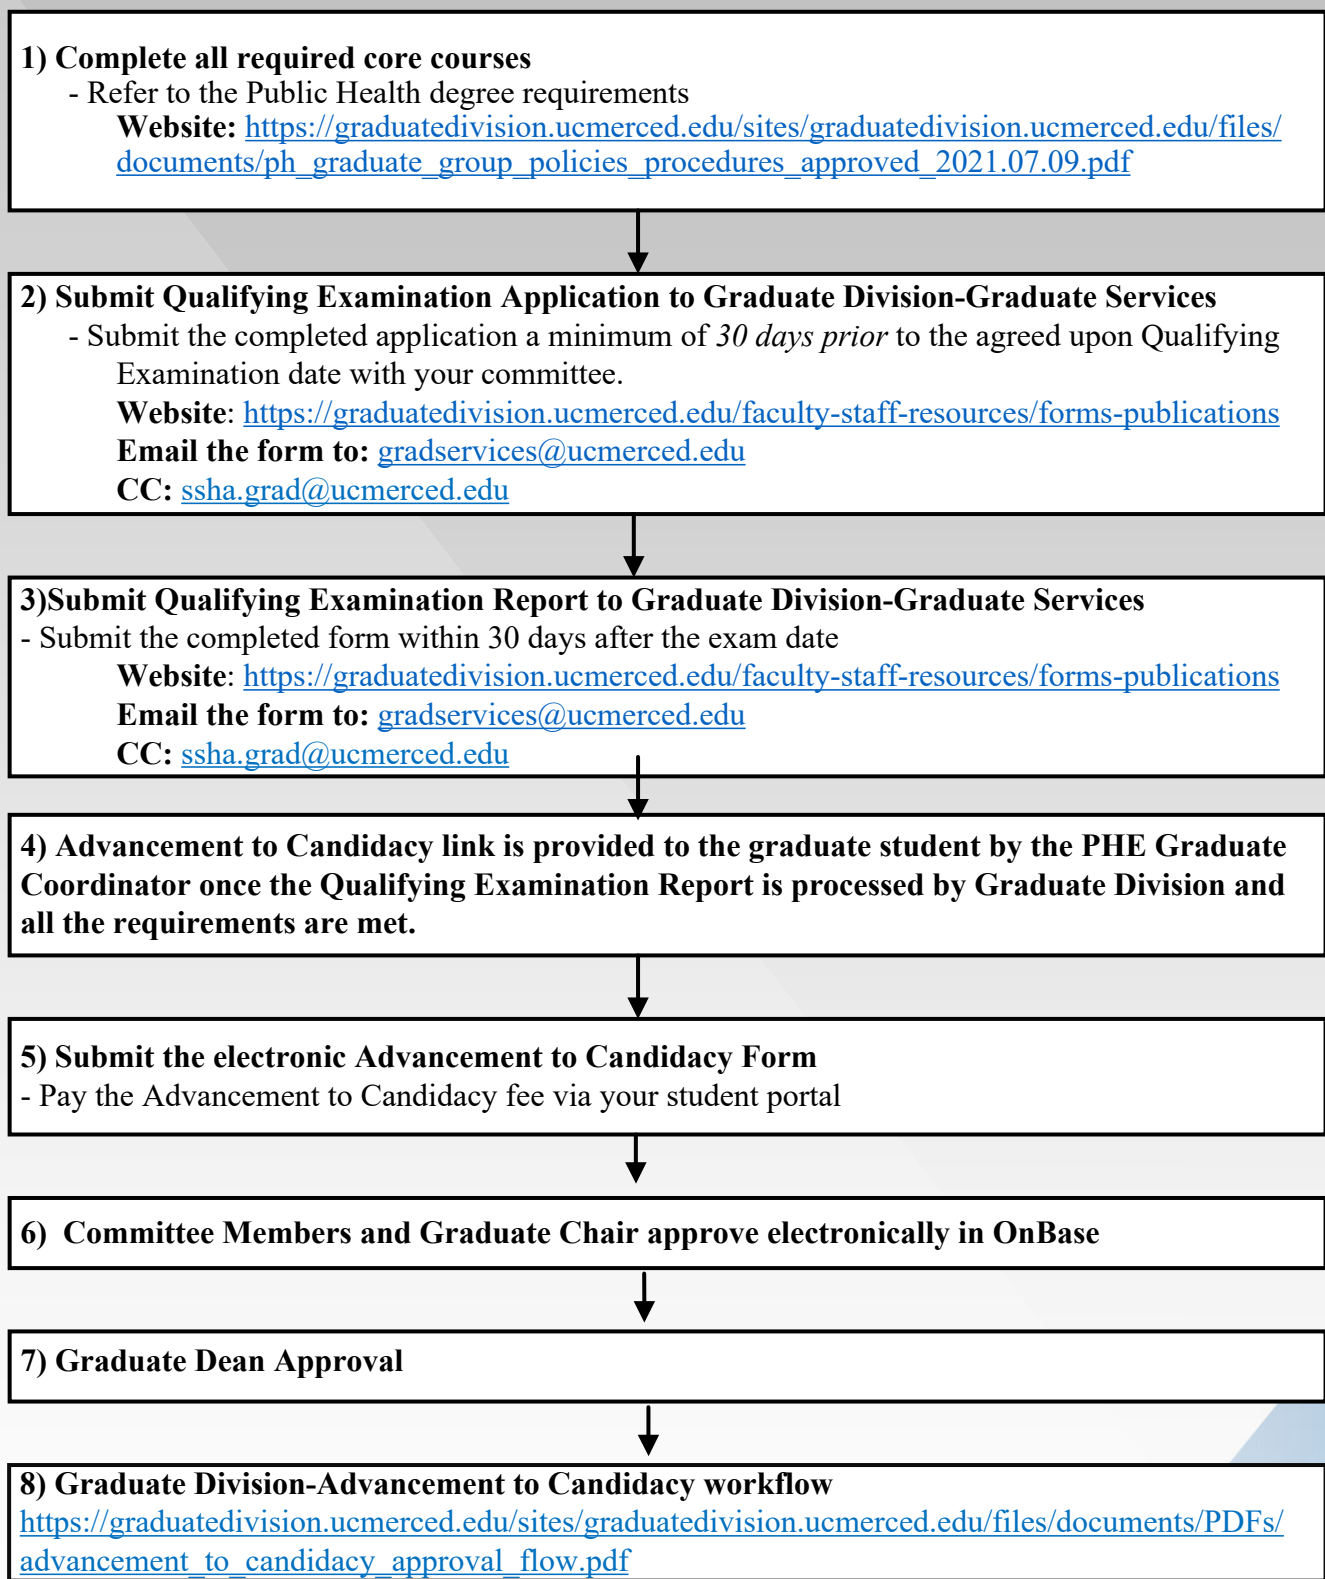 1) Complete all required core courses
- Refer to the Public Health degree requirements
Website: https://graduatedivision.ucmerced.edu/sites/graduatedivision.ucmerced.edu/files/
documents/ph_graduate_group_policies_procedures_approved_2021.07.09.pdf
2) Submit Qualifying Examination Application to Graduate Division-Graduate Services
- Submit the completed application a minimum of 30 days prior to the agreed upon Qualifying
Examination date with your committee.
Website: https://graduatedivision.ucmerced.edu/faculty-staff-resources/forms-publications
Email the form to: gradservices@ucmerced.edu
CC: ssha.grad@ucmerced.edu
3)Submit Qualifying Examination Report to Graduate Division-Graduate Services
- Submit the completed form within 30 days after the exam date
Website: https://graduatedivision.ucmerced.edu/faculty-staff-resources/forms-publications
Email the form to: gradservices@ucmerced.edu
CC: ssha.grad@ucmerced.edu
4) Advancement to Candidacy link is provided to the graduate student by the PHE Graduate
Coordinator once the Qualifying Examination Report is processed by Graduate Division and
all the requirements are met.
5) Submit the electronic Advancement to Candidacy Form
- Pay the Advancement to Candidacy fee via your student portal
6)  Committee Members and Graduate Chair approve electronically in OnBase
7) Graduate Dean Approval
8) Graduate Division-Advancement to Candidacy workflow
https://graduatedivision.ucmerced.edu/sites/graduatedivision.ucmerced.edu/files/documents/PDFs/
advancement_to_candidacy_approval_flow.pdf